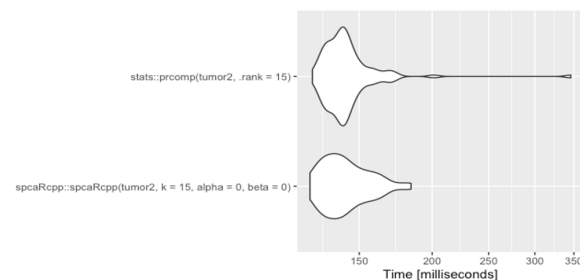 stats::prcomp(tumor2, .rank = 15)
spcaRcpp::spcaRcpp(tumor2, k = 15, alpha = 0, beta = 0)
150 200 250 300 350
Time [milliseconds]